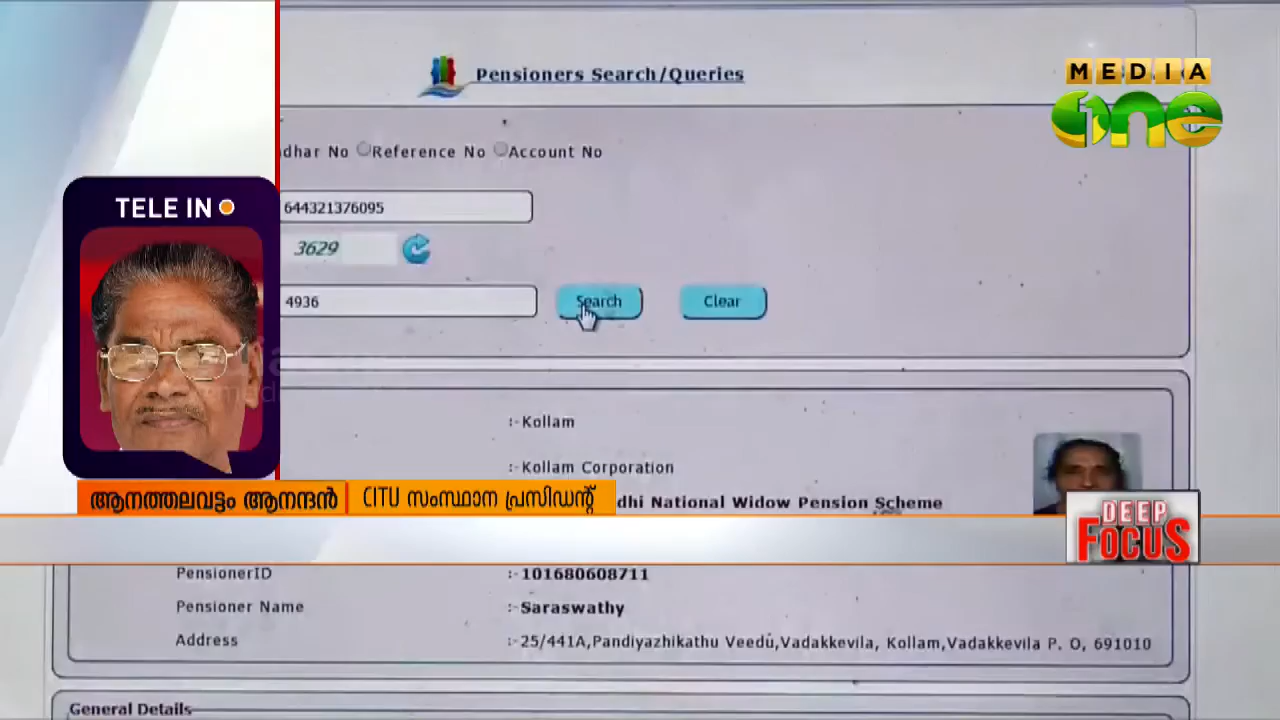 Pensioners Search/Queries
MEDIA
one
dhar No Reference No Account No
TELE IN
644321376095
3629
4936
Search Clear
:-Kollam
:-Kollam Corporation
ആനത്തലവട്ടം ആനന്ദൻ CITU സംസ്ഥാന പ്രസിഡന്റ്
dhi National Widow Pension Scheme
DEEP
FOCUS
PensionerID :-101680608711
Pensioner Name :-Saraswathy
Address :-25/441A,Pandiyazhikathu Veedu,Vadakkevila, Kollam,Vadakkevila P. O, 691010
General Details